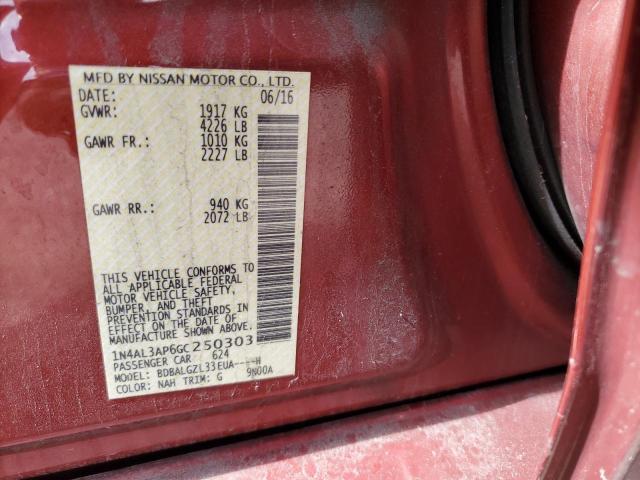 MFD BY NISSAN MOTOR CO., LTD.
DATE: 06/16
GVWR: 1917 KG
4226 LB
GAWR FR.: 1010 KG
2227 LB
GAWR RR.: 940 KG
2072 LB
THIS VEHICLE CONFORMS TO
ALL APPLICABLE FEDERAL
MOTOR VEHICLE SAFETY,
BUMPER, AND THEFT
PREVENTION STANDARDS IN
EFFECT ON THE DATE OF
MANUFACTURE SHOWN ABOVE.
1N4AL3AP6GC250303
PASSENGER CAR 624
MODEL: BDBALGZL33EUA----H
COLOR: NAH TRIM: G 9N00A